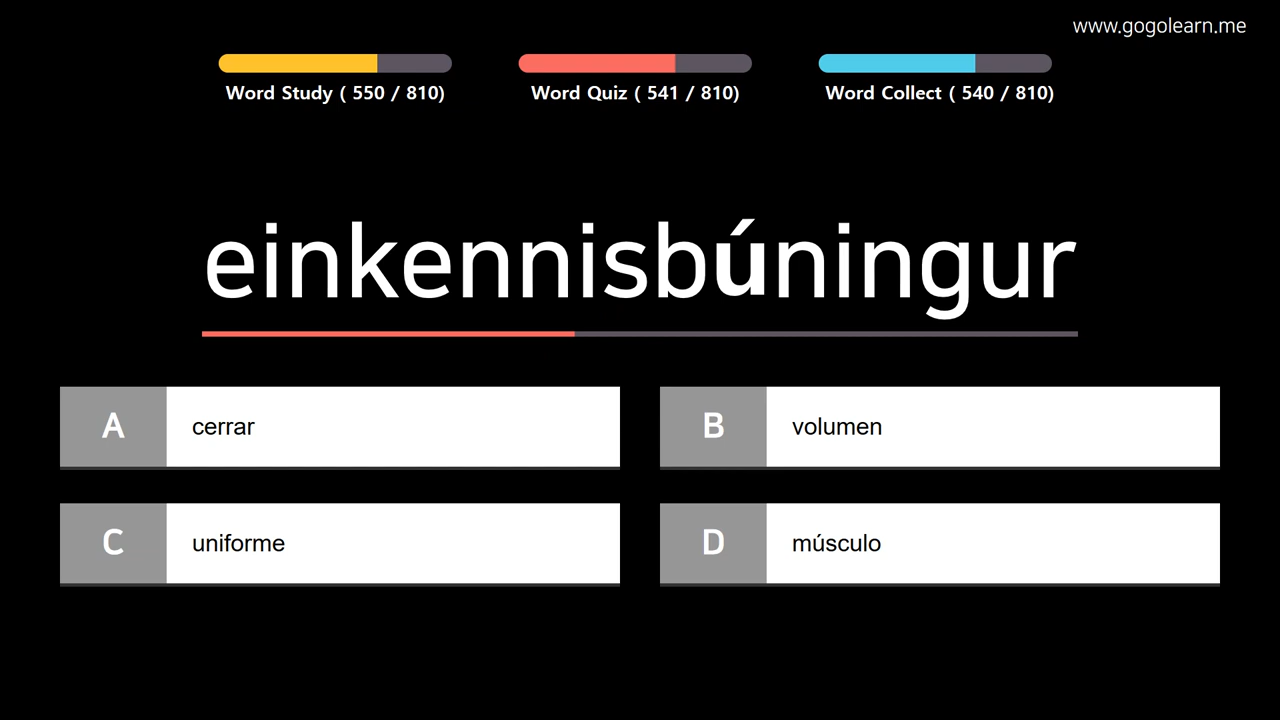 www.gogolearn.me
Word Study ( 550 / 810)
Word Quiz ( 541 / 810)
Word Collect ( 540 / 810)
einkennisbúningur
A cerrar
B volumen
C uniforme
D músculo